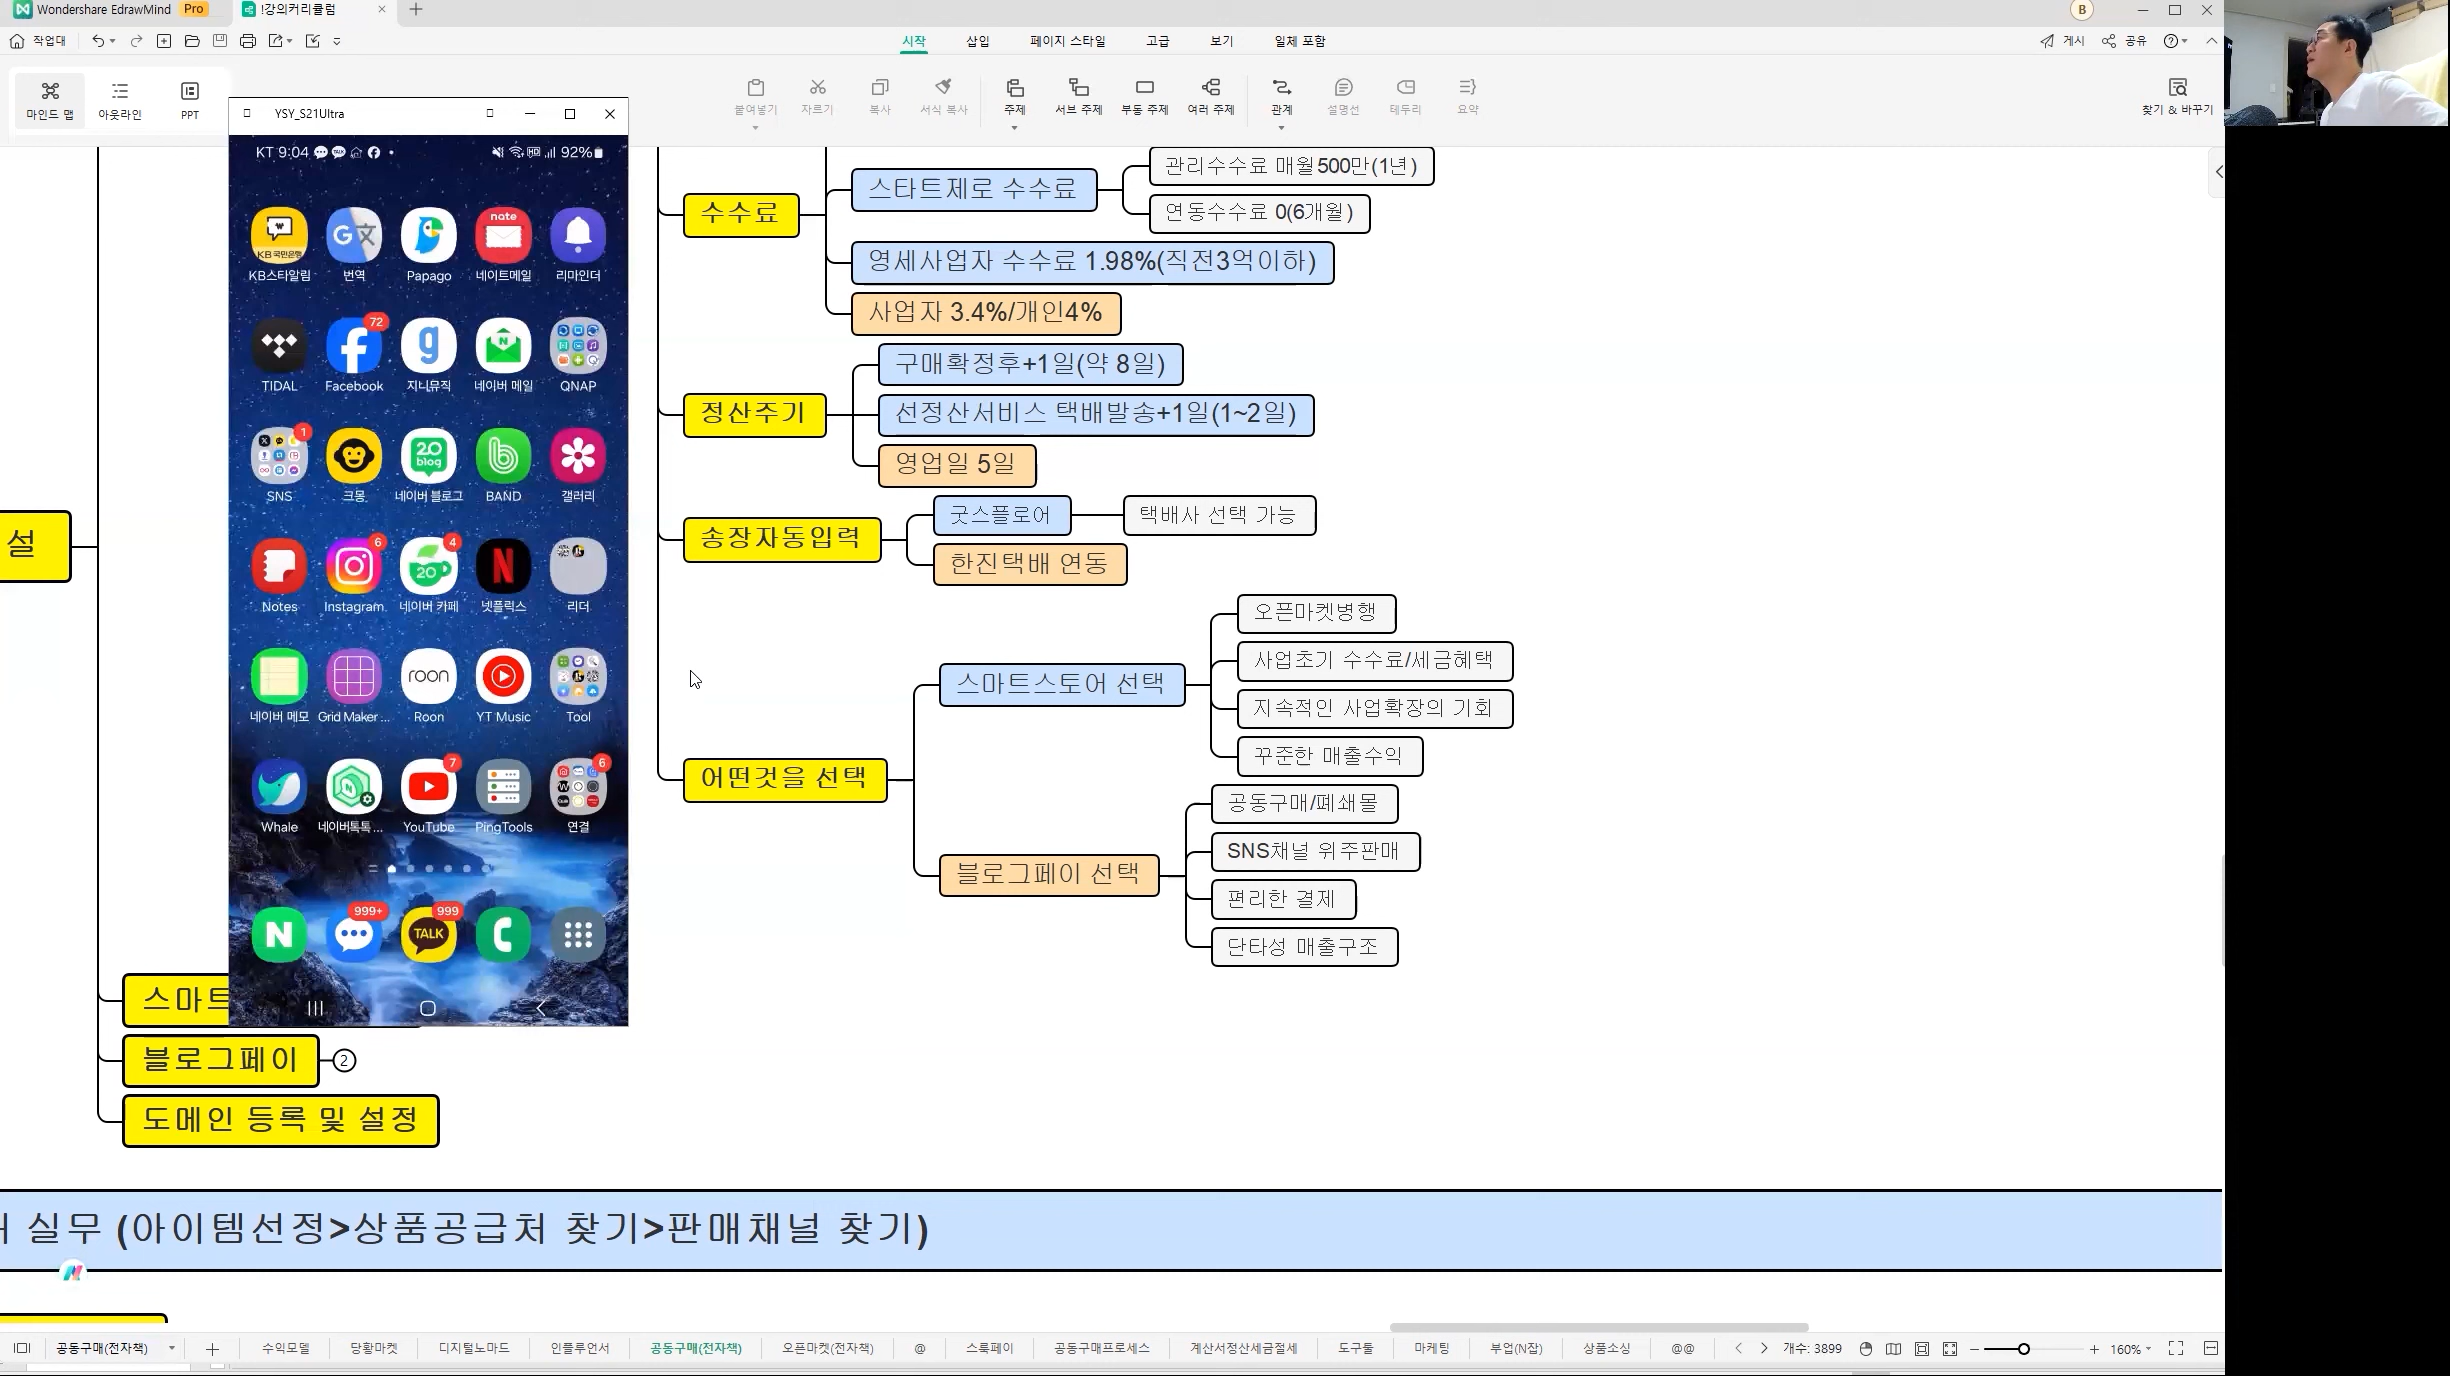 Wondershare EdrawMind Pro
!강의커리큘럼
B
작업대
시작 삽입 페이지 스타일 고급 보기 일체 포함
게시 공유
마인드 맵 아웃라인 PPT
붙여넣기 자르기 복사 서식 복사 주제 서브 주제 부동 주제 여러 주제 관계 설명선 테두리 요약
찾기 & 바꾸기
YSY_S21Ultra
KT 9:04
92%
KB스타알림 번역 Papago 네이트메일 리마인더
72
TIDAL Facebook 지니뮤직 네이버 메일 QNAP
1
SNS 크몽 네이버 블로그 BAND 갤러리
6 4
Notes Instagram 네이버 카페 넷플릭스 리더
roon
네이버 메모 Grid Maker ... Roon YT Music Tool
7 6
Whale 네이버톡톡 ... YouTube PingTools 연결
999+ 999
TALK
수수료
스타트제로 수수료
관리수수료 매월500만(1년)
연동수수료 0(6개월)
영세사업자 수수료 1.98%(직전3억이하)
사업자 3.4%/개인4%
정산주기
구매확정후+1일(약 8일)
선정산서비스 택배발송+1일(1~2일)
영업일 5일
송장자동입력
굿스플로어
택배사 선택 가능
한진택배 연동
어떤것을 선택
스마트스토어 선택
오픈마켓병행
사업초기 수수료/세금혜택
지속적인 사업확장의 기회
꾸준한 매출수익
블로그페이 선택
공동구매/폐쇄몰
SNS채널 위주판매
편리한 결제
단타성 매출구조
설
스마트
블로그페이
2
도메인 등록 및 설정
실무 (아이템선정>상품공급처 찾기>판매채널 찾기)
공동구매(전자책) 수익모델 당황마켓 디지털노마드 인플루언서 공동구매(전자책) 오픈마켓(전자책) @ 스룩페이 공동구매프로세스 계산서정산세금절세 도구툴 마케팅 부업(N잡) 상품소싱 @@ 개수: 3899 160%